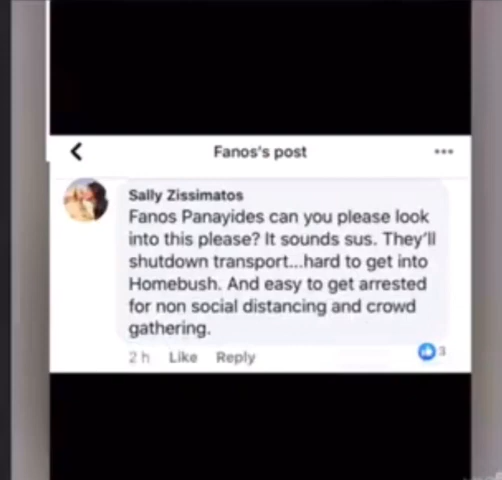 Fanos's post
Sally Zissimatos
Fanos Panayides can you please look
into this please? It sounds sus. They'll
shutdown transport...hard to get into
Homebush. And easy to get arrested
for non social distancing and crowd
gathering.
2 h Like Reply 3